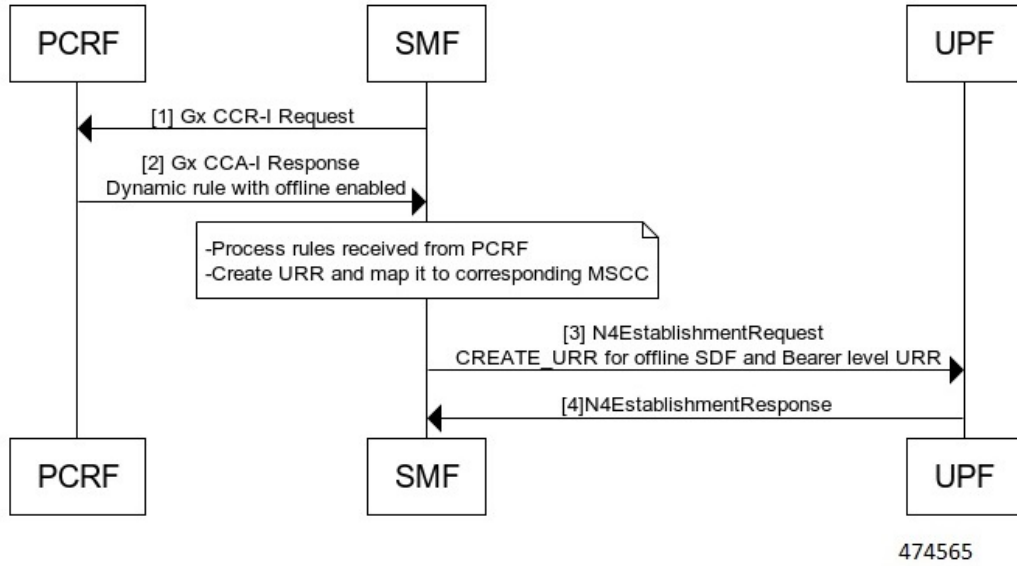 PCRF
SMF
UPF
[1] Gx CCR-I Request
[2] Gx CCA-I Response
Dynamic rule with offline enabled
-Process rules received from PCRF
-Create URR and map it to corresponding MSCC
[3] N4EstablishmentRequest
CREATE_URR for offline SDF and Bearer level URR
[4]N4EstablishmentResponse
PCRF
SMF
UPF
474565